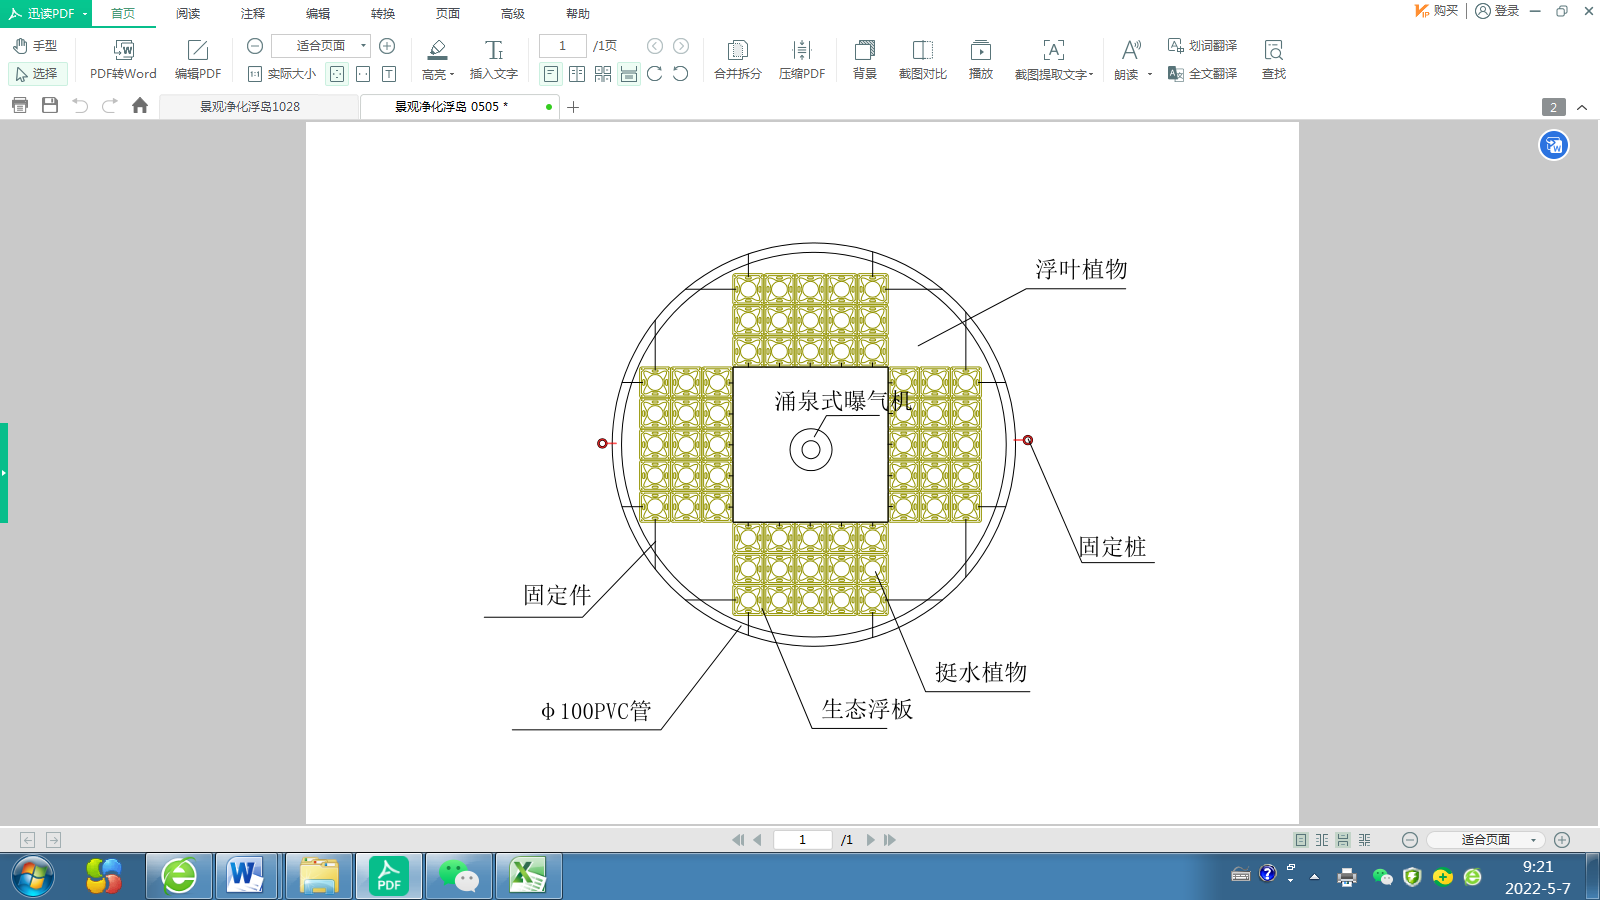 迅读PDF 首页 阅读 注释 编辑 转换 页面 高级 帮助 VIP 购买 登录
手型 适合页面 1 /1页 划词翻译
选择 PDF转Word 编辑PDF 1:1 实际大小 高亮 插入文字 合并拆分 压缩PDF 背景 截图对比 播放 截图提取文字 朗读 全文翻译 查找
景观净化浮岛1028 景观净化浮岛 0505 * 2
浮叶植物
涌泉式曝气机
固定桩
固定件
挺水植物
生态浮板
φ100PVC管
1 /1 适合页面
PDF
9:21
2022-5-7